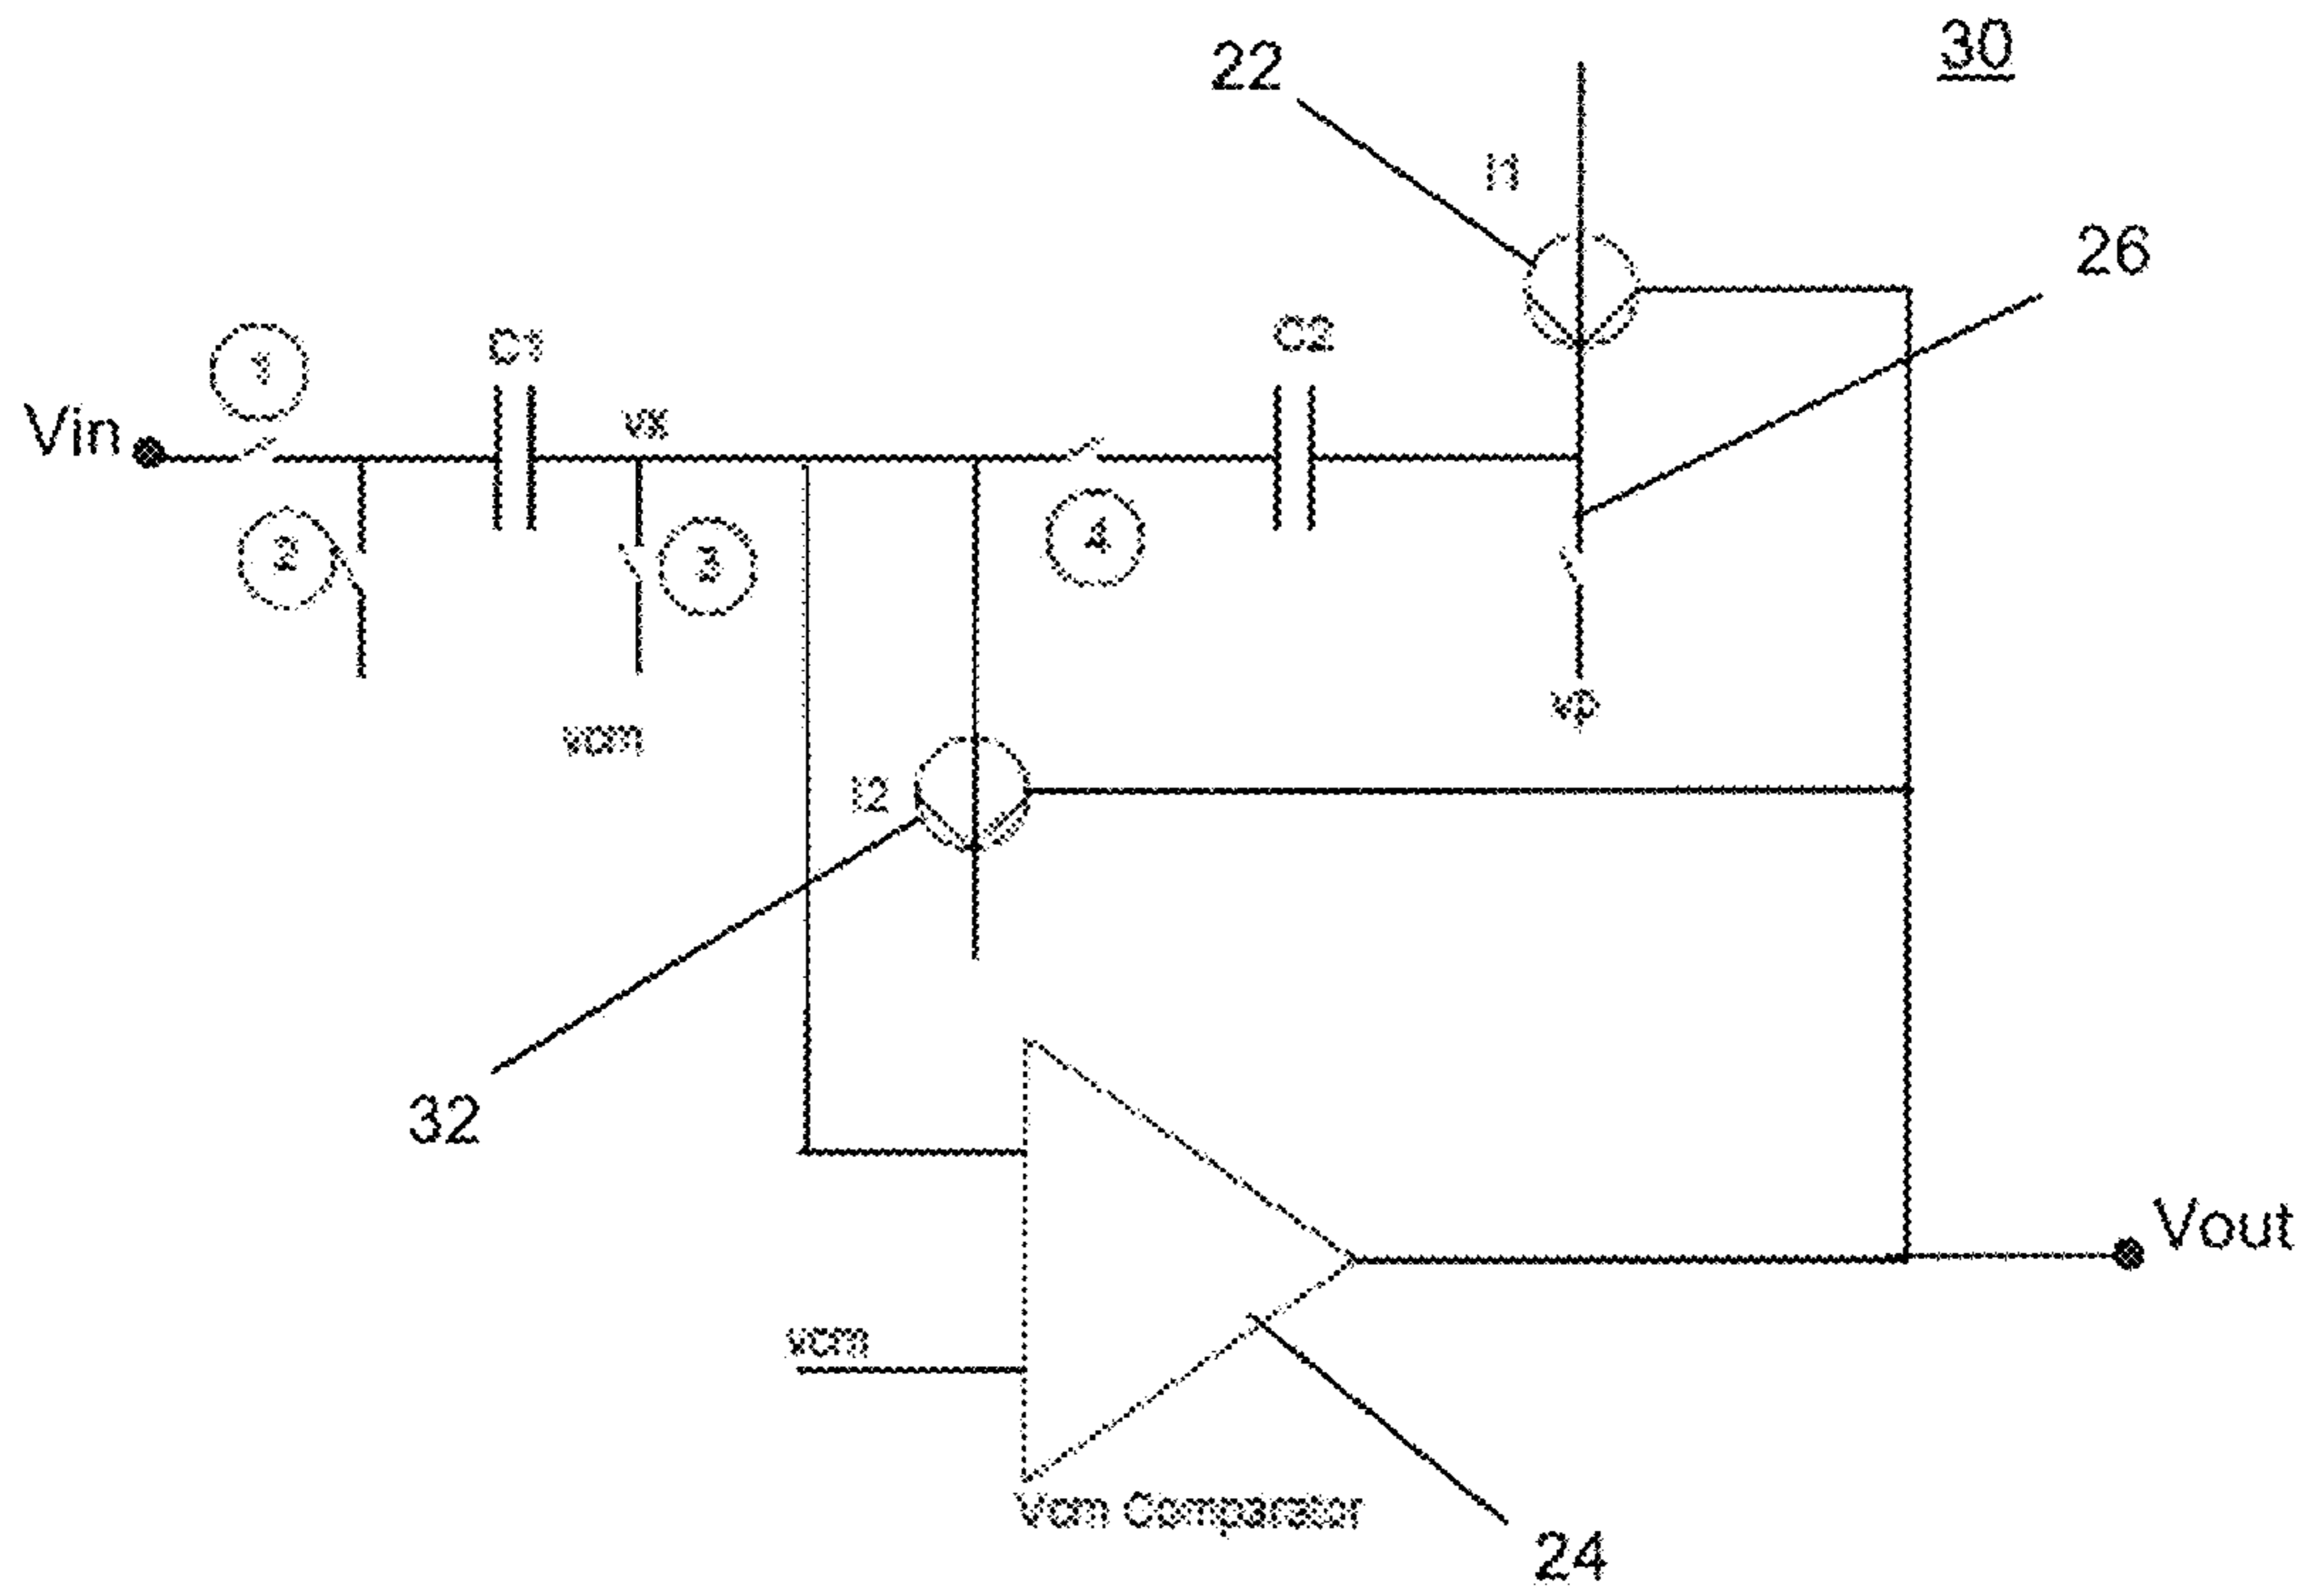 30
22
I1
26
1
C1
C2
Vin
vx
2
3
4
vp
vcm
I2
32
Vout
vcm
Vcm Comparator
24